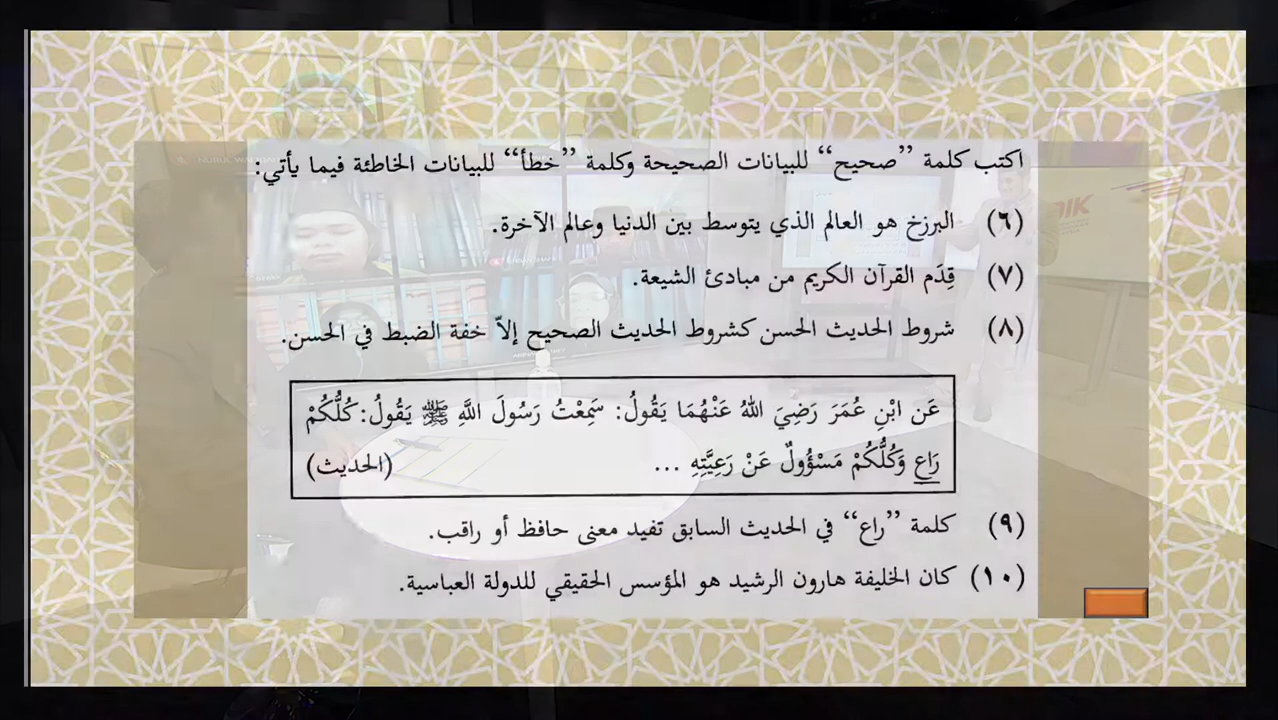 اكتب كلمة ”صحيح“ للبيانات الصحيحة وكلمة ”خطأ“ للبيانات الخاطئة فيما يأتي:
(٦) البرزخ هو العالم الذي يتوسط بين الدنيا وعالم الآخرة.
(٧) قِدَم القرآن الكريم من مبادئ الشيعة.
(٨) شروط الحديث الحسن كشروط الحديث الصحيح إلاّ خفة الضبط في الحسن.
عَن ابْنِ عُمَرَ رَضِيَ اللهُ عَنْهُمَا يَقُولُ: سَمِعْتُ رَسُولَ اللَّهِ ﷺ يَقُولُ: كُلُّكُمْ
رَاعٍ وَكُلُّكُمْ مَسْؤُولٌ عَنْ رَعِيَّتِهِ ... (الحديث)
(٩) كلمة ”راع“ في الحديث السابق تفيد معنى حافظ أو راقب.
(١٠) كان الخليفة هارون الرشيد هو المؤسس الحقيقي للدولة العباسية.